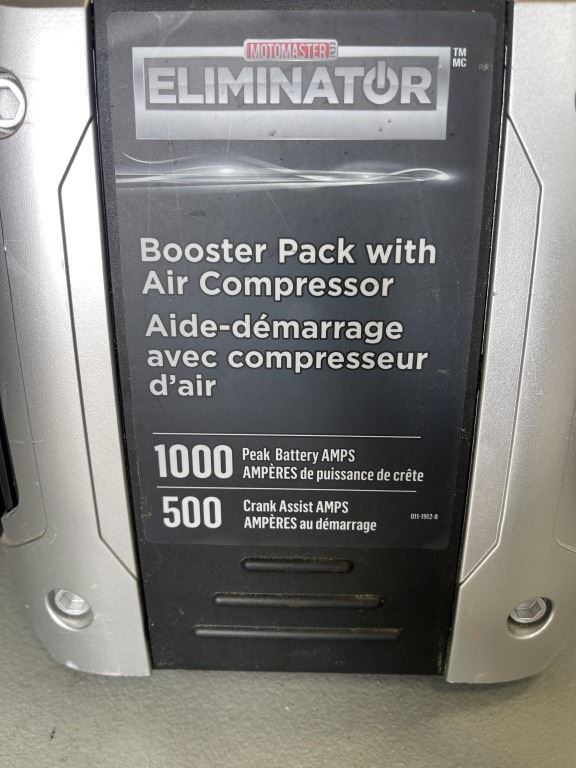 MOTOMASTER
ELIMINATOR
TM
MC
Booster Pack with
Air Compressor
Aide-démarrage
avec compresseur
d'air
1000 Peak Battery AMPS
AMPÈRES de puissance de crête
500 Crank Assist AMPS
AMPÈRES au démarrage
011-1912-8